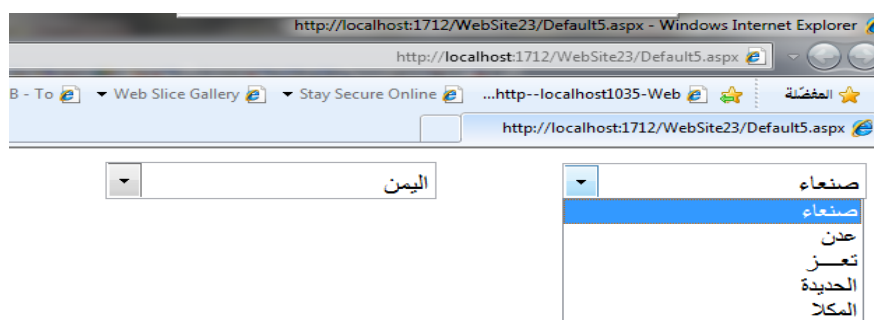 http://localhost:1712/WebSite23/Default5.aspx - Windows Internet Explorer
http://localhost:1712/WebSite23/Default5.aspx
المفضّلة ...http--localhost1035-Web Stay Secure Online Web Slice Gallery B - To
http://localhost:1712/WebSite23/Default5.aspx
صنعاء اليمن
صنعاء
عدن
تعـــز
الحديدة
المكلا